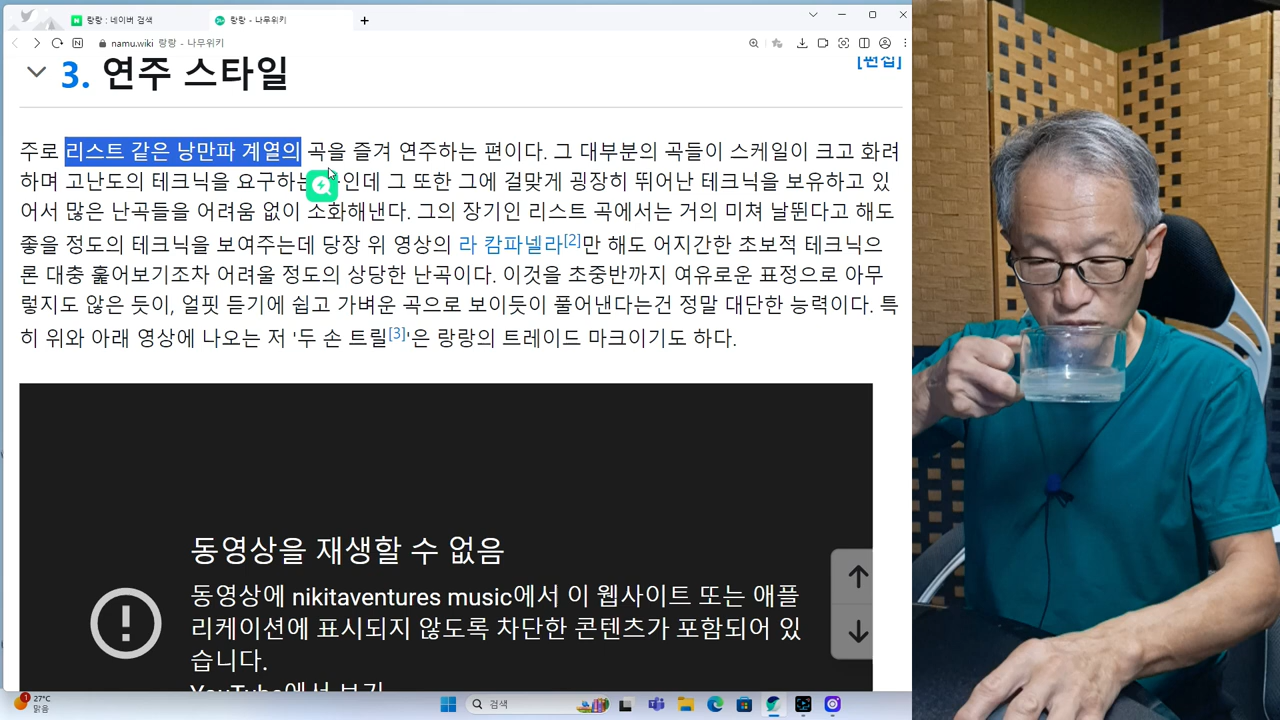 랑랑 : 네이버 검색
랑랑 - 나무위키
namu.wiki 랑랑 - 나무위키
3. 연주 스타일
[편집]
주로 리스트 같은 낭만파 계열의 곡을 즐겨 연주하는 편이다. 그 대부분의 곡들이 스케일이 크고 화려
하며 고난도의 테크닉을 요구하는 인데 그 또한 그에 걸맞게 굉장히 뛰어난 테크닉을 보유하고 있
어서 많은 난곡들을 어려움 없이 소화해낸다. 그의 장기인 리스트 곡에서는 거의 미쳐 날뛴다고 해도
좋을 정도의 테크닉을 보여주는데 당장 위 영상의 라 캄파넬라[2]만 해도 어지간한 초보적 테크닉으
론 대충 훑어보기조차 어려울 정도의 상당한 난곡이다. 이것을 초중반까지 여유로운 표정으로 아무
렇지도 않은 듯이, 얼핏 듣기에 쉽고 가벼운 곡으로 보이듯이 풀어낸다는건 정말 대단한 능력이다. 특
히 위와 아래 영상에 나오는 저 '두 손 트릴[3]'은 랑랑의 트레이드 마크이기도 하다.
동영상을 재생할 수 없음
동영상에 nikitaventures music에서 이 웹사이트 또는 애플
리케이션에 표시되지 않도록 차단한 콘텐츠가 포함되어 있
습니다.
YouTube에서 보기
1
27°C
맑음
검색